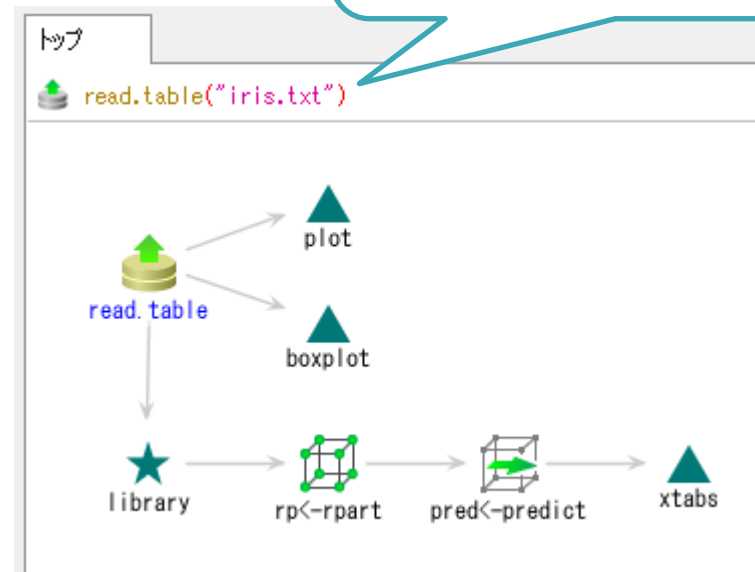 トップ
read.table("iris.txt")
plot
read.table
boxplot
library
rp<-rpart
pred<-predict
xtabs